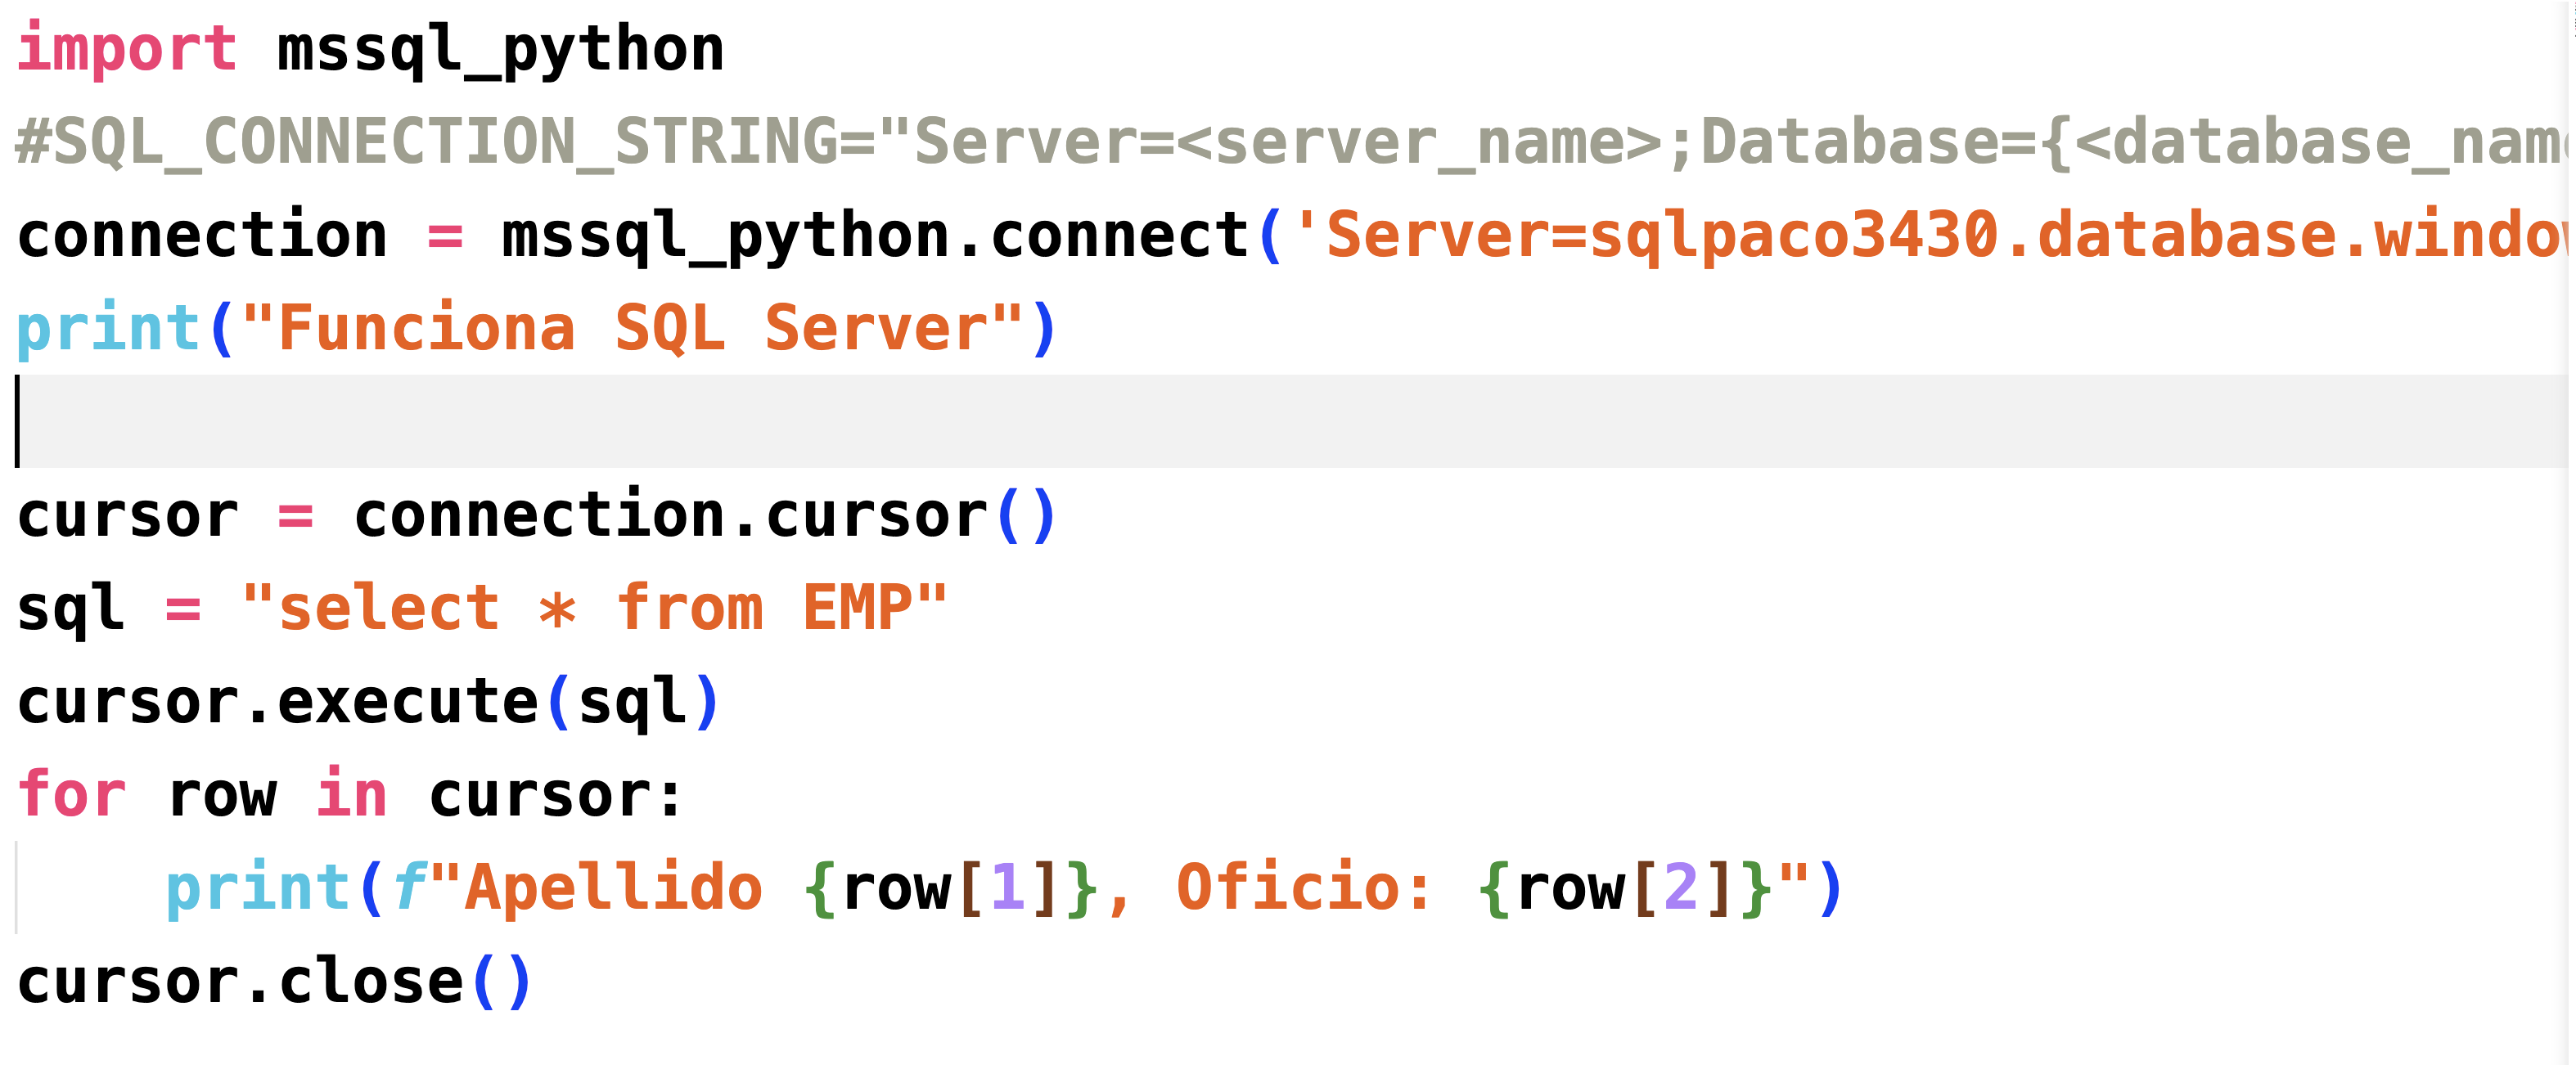 import mssql_python
#SQL_CONNECTION_STRING="Server=<server_name>;Database={<database_nam
connection = mssql_python.connect('Server=sqlpaco3430.database.windo
print("Funciona SQL Server")
cursor = connection.cursor()
sql = "select * from EMP"
cursor.execute(sql)
for row in cursor:
    print(f"Apellido {row[1]}, Oficio: {row[2]}")
cursor.close()